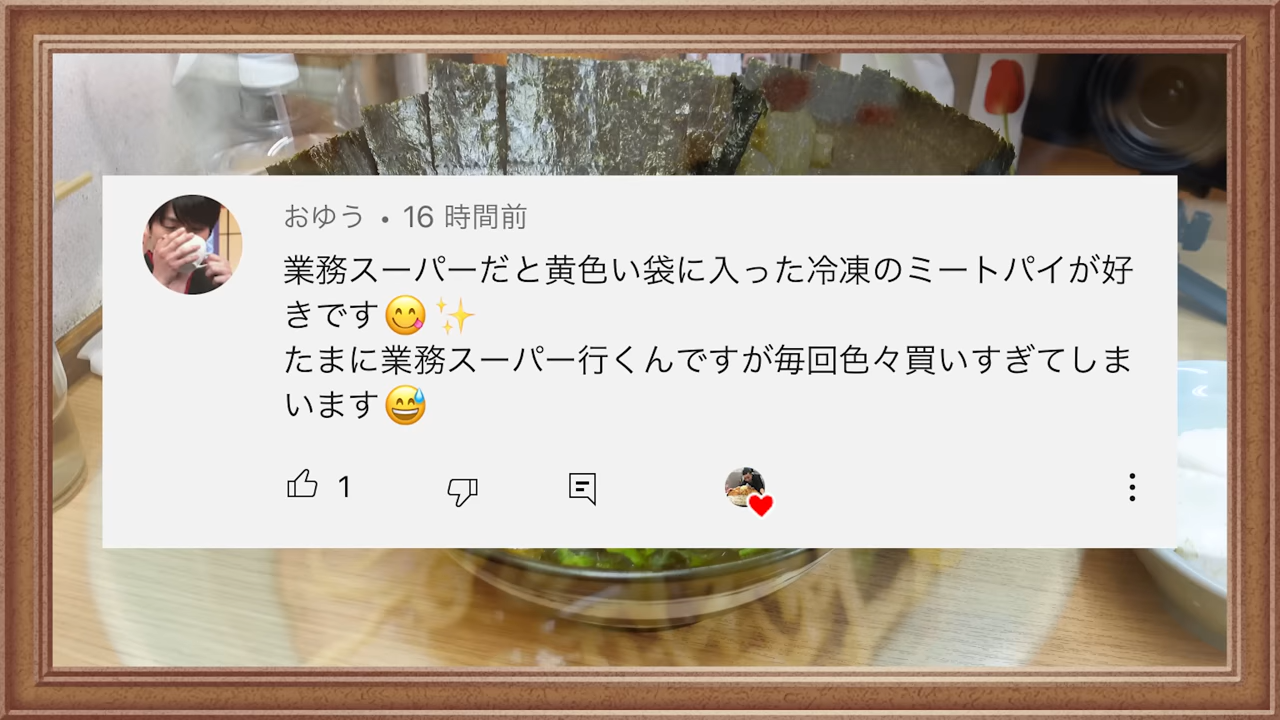 おゆう • 16 時間前
業務スーパーだと黄色い袋に入った冷凍のミートパイが好
きです😋✨
たまに業務スーパー行くんですが毎回色々買いすぎてしま
います😅
1